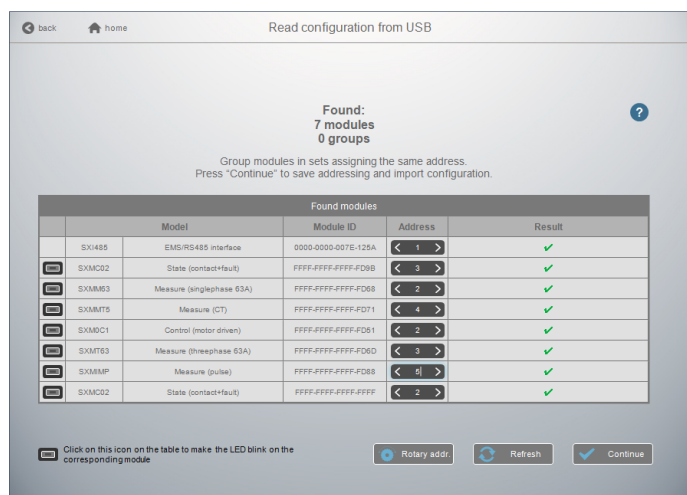 back home Read configuration from USB
Found:
7 modules
0 groups
?
Group modules in sets assigning the same address.
Press "Continue" to save addressing and import configuration.
Found modules
Model Module ID Address Result
SXI485 EMS/RS485 interface 0000-0000-007E-125A 1
SXMC02 State (contact+fault) FFFF-FFFF-FFFF-FD9B 3
SXMM63 Measure (singlephase 63A) FFFF-FFFF-FFFF-FD68 2
SXMMT5 Measure (CT) FFFF-FFFF-FFFF-FD71 4
SXM0C1 Control (motor driven) FFFF-FFFF-FFFF-FD51 2
SXMT63 Measure (threephase 63A) FFFF-FFFF-FFFF-FD6D 3
SXMIMP Measure (pulse) FFFF-FFFF-FFFF-FD88 5
SXMC02 State (contact+fault) FFFF-FFFF-FFFF-FFFF 2
Click on this icon on the table to make the LED blink on the
corresponding module
Rotary addr. Refresh Continue